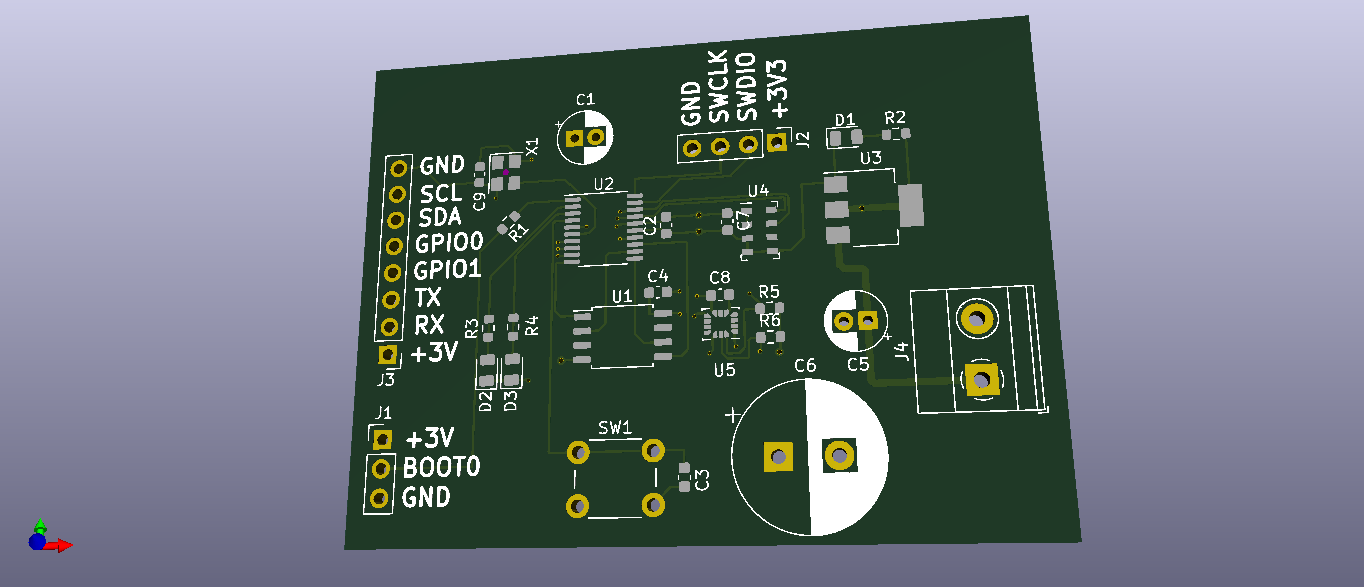 C1
GND
SWCLK
SWDIO
+3V3
J2
D1
R2
U3
X1
C9
R1
U2
C2
C7
U4
GND
SCL
SDA
GPIO0
GPIO1
TX
RX
+3V
J3
C4
C8
R5
R6
U1
U5
R3
R4
D2
D3
C5
C6
J4
J1
+3V
BOOT0
GND
SW1
C3